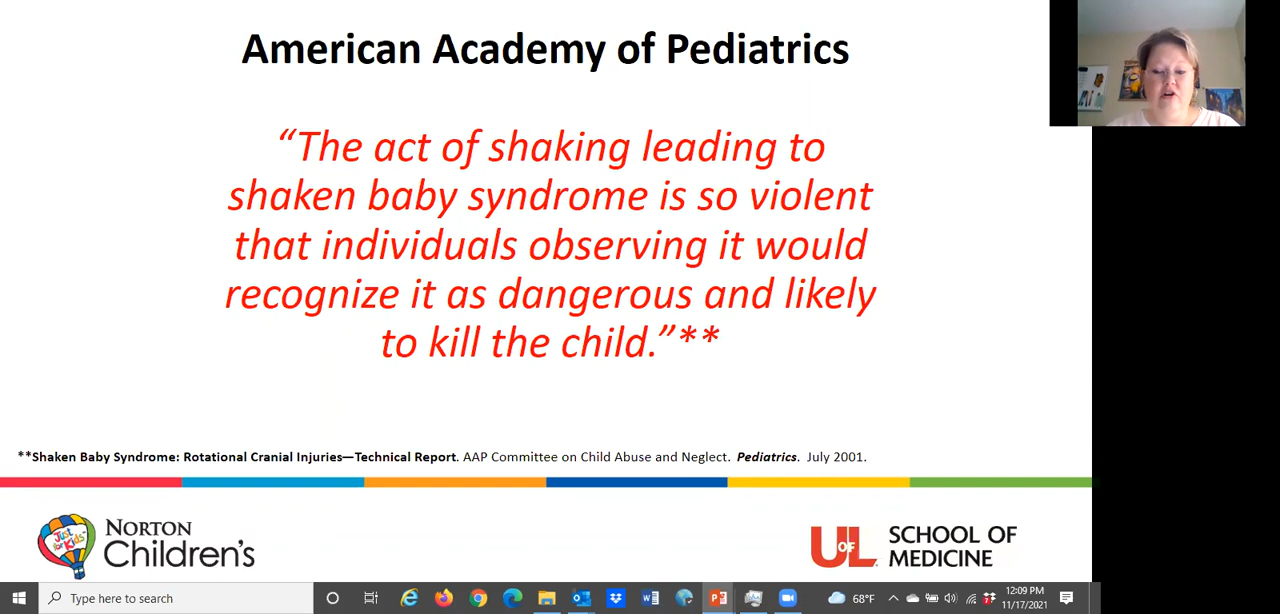 American Academy of Pediatrics
“The act of shaking leading to
shaken baby syndrome is so violent
that individuals observing it would
recognize it as dangerous and likely
to kill the child.”**
**Shaken Baby Syndrome: Rotational Cranial Injuries—Technical Report. AAP Committee on Child Abuse and Neglect. Pediatrics. July 2001.
Just for Kids
NORTON
Children's
UOFL
SCHOOL OF
MEDICINE
Type here to search
68°F
12:09 PM
11/17/2021